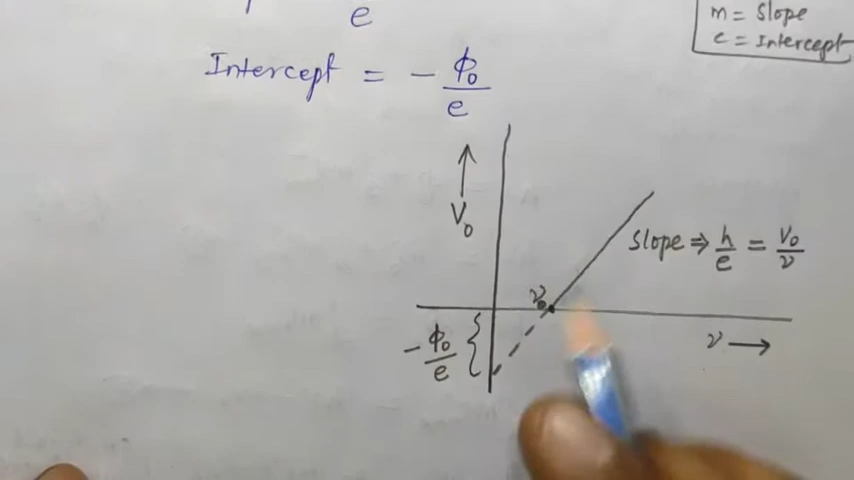 m = Slope
c = Intercept
e
Intercept = - ϕ₀/e
V₀
Slope ⇒ h/e = V₀/ν
ν₀
- ϕ₀/e
ν →